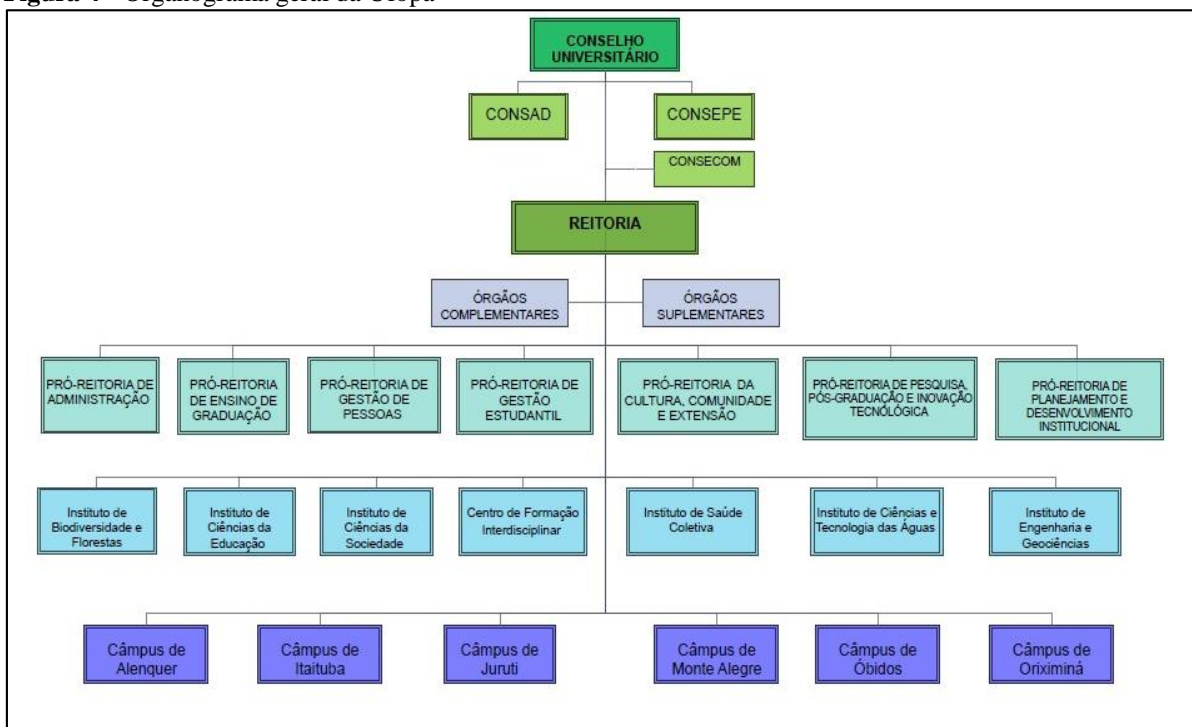 Organograma geral da Ufopa
CONSELHO
UNIVERSITÁRIO
CONSAD
CONSEPE
CONSECOM
REITORIA
ÓRGÃOS
COMPLEMENTARES
ÓRGÃOS
SUPLEMENTARES
PRÓ-REITORIA DE
ADMINISTRAÇÃO
PRÓ-REITORIA
DE ENSINO DE
GRADUAÇÃO
PRÓ-REITORIA DE
GESTÃO DE
PESSOAS
PRÓ-REITORIA DE
GESTÃO
ESTUDANTIL
PRÓ-REITORIA DA
CULTURA, COMUNIDADE
E EXTENSÃO
PRÓ-REITORIA DE PESQUISA,
PÓS-GRADUAÇÃO E INOVAÇÃO
TECNOLÓGICA
PRÓ-REITORIA DE
PLANEJAMENTO E
DESENVOLVIMENTO
INSTITUCIONAL
Instituto de
Biodiversidade e
Florestas
Instituto de
Ciências da
Educação
Instituto de
Ciências da
Sociedade
Centro de Formação
Interdisciplinar
Instituto de Saúde
Coletiva
Instituto de Ciências e
Tecnologia das Águas
Instituto de
Engenharia e
Geociências
Câmpus de
Alenquer
Câmpus de
Itaituba
Câmpus de
Juruti
Câmpus de
Monte Alegre
Câmpus de
Óbidos
Câmpus de
Oriximiná